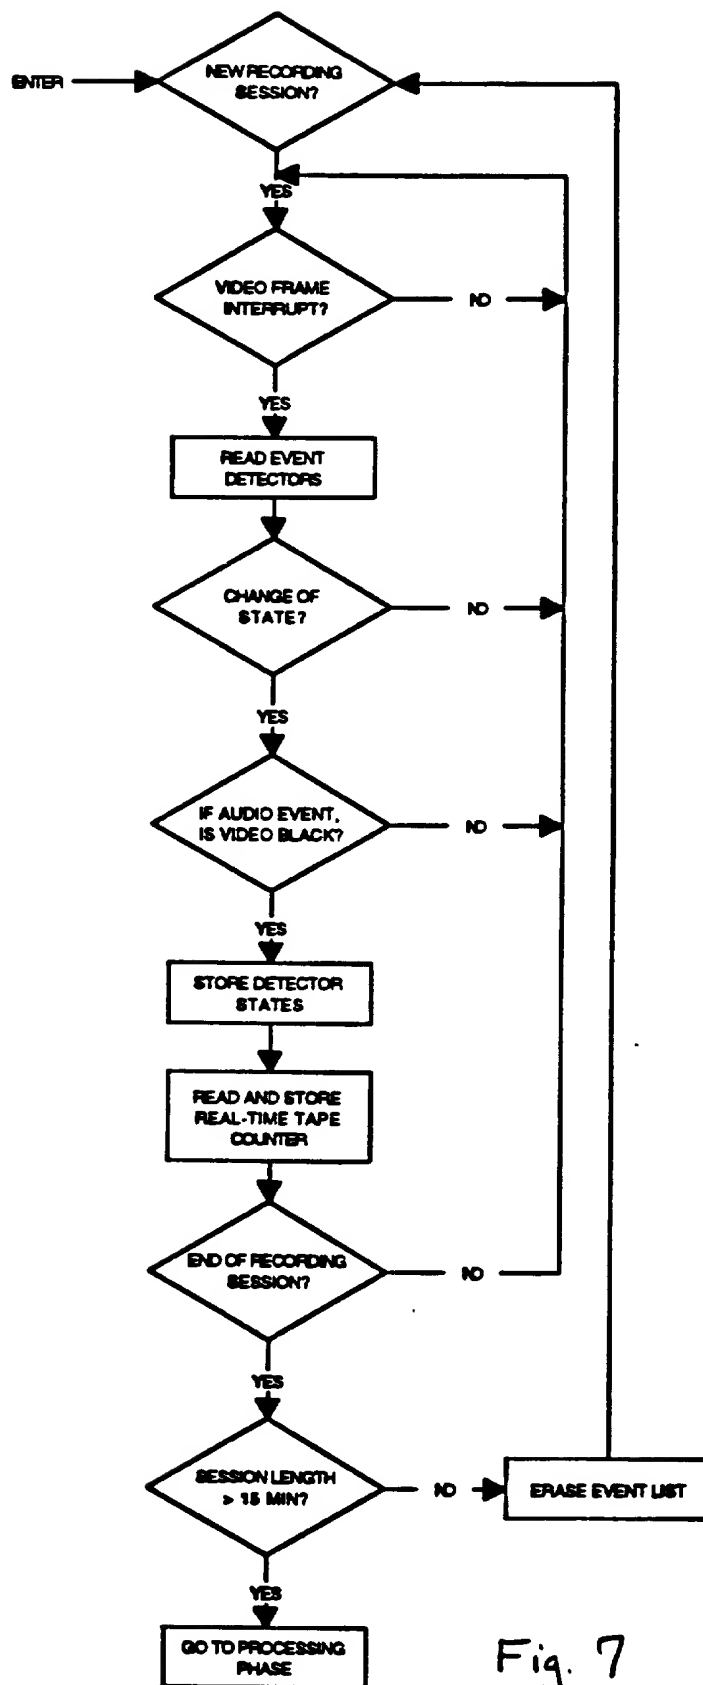 NEW RECORDING
SESSION?
ENTER
YES
VIDEO FRAME
INTERRUPT?
NO
YES
READ EVENT
DETECTORS
CHANGE OF
STATE?
NO
YES
IF AUDIO EVENT,
IS VIDEO BLACK?
NO
YES
STORE DETECTOR
STATES
READ AND STORE
REAL-TIME TAPE
COUNTER
END OF RECORDING
SESSION?
NO
YES
SESSION LENGTH
> 15 MIN?
NO
ERASE EVENT LIST
YES
GO TO PROCESSING
PHASE
Fig. 7